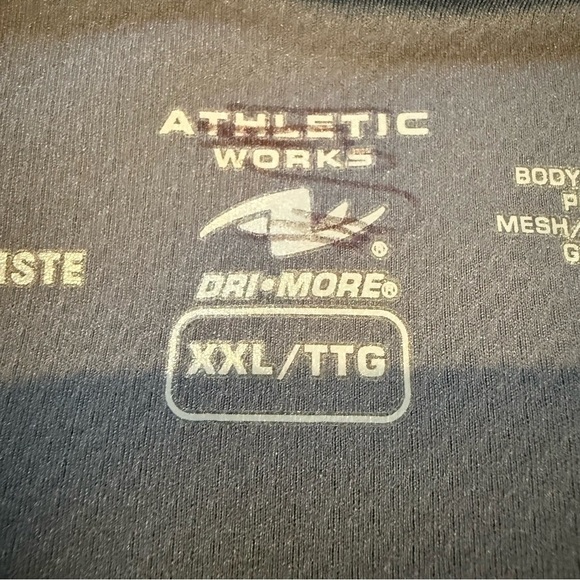 ATHLETIC
WORKS
BODY
MESH/
ISTE
DRI•MORE®
XXL/TTG